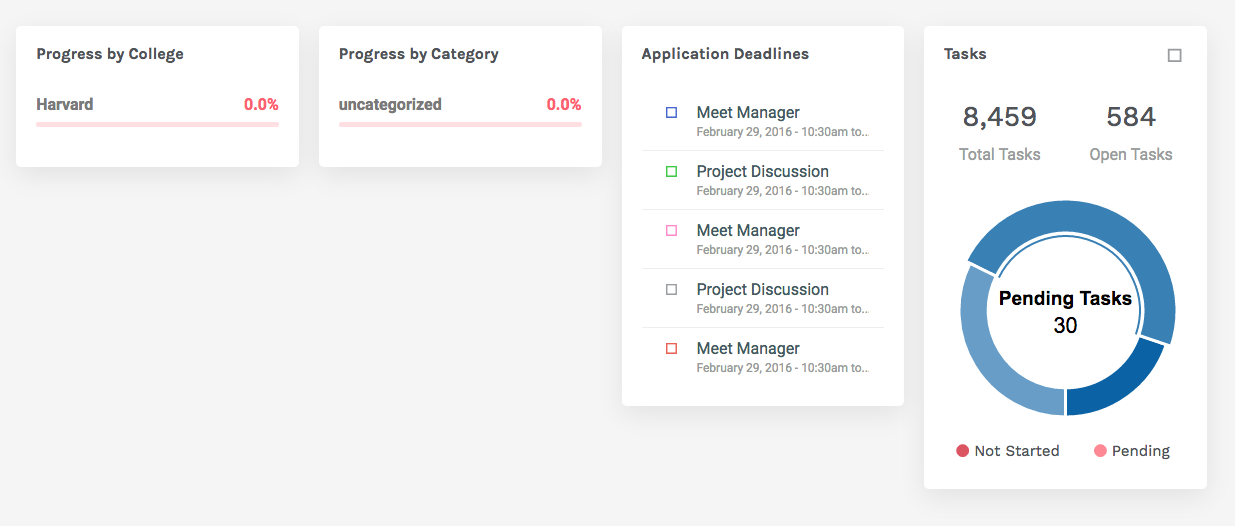 Progress by College
Harvard 0.0%
Progress by Category
uncategorized 0.0%
Application Deadlines
Meet Manager
February 29, 2016 - 10:30am to...
Project Discussion
February 29, 2016 - 10:30am to...
Meet Manager
February 29, 2016 - 10:30am to...
Project Discussion
February 29, 2016 - 10:30am to...
Meet Manager
February 29, 2016 - 10:30am to...
Tasks
8,459 584
Total Tasks Open Tasks
Pending Tasks
30
Not Started Pending